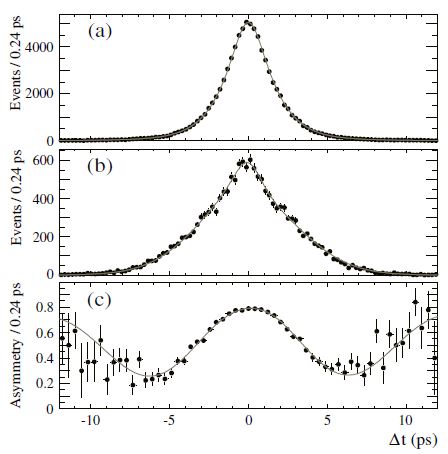 (a)
Events / 0.24 ps
4000
2000
0
(b)
Events / 0.24 ps
600
400
200
0
(c)
Asymmetry / 0.24 ps
0.8
0.6
0.4
0.2
0
-10 -5 0 5 10
Δt (ps)